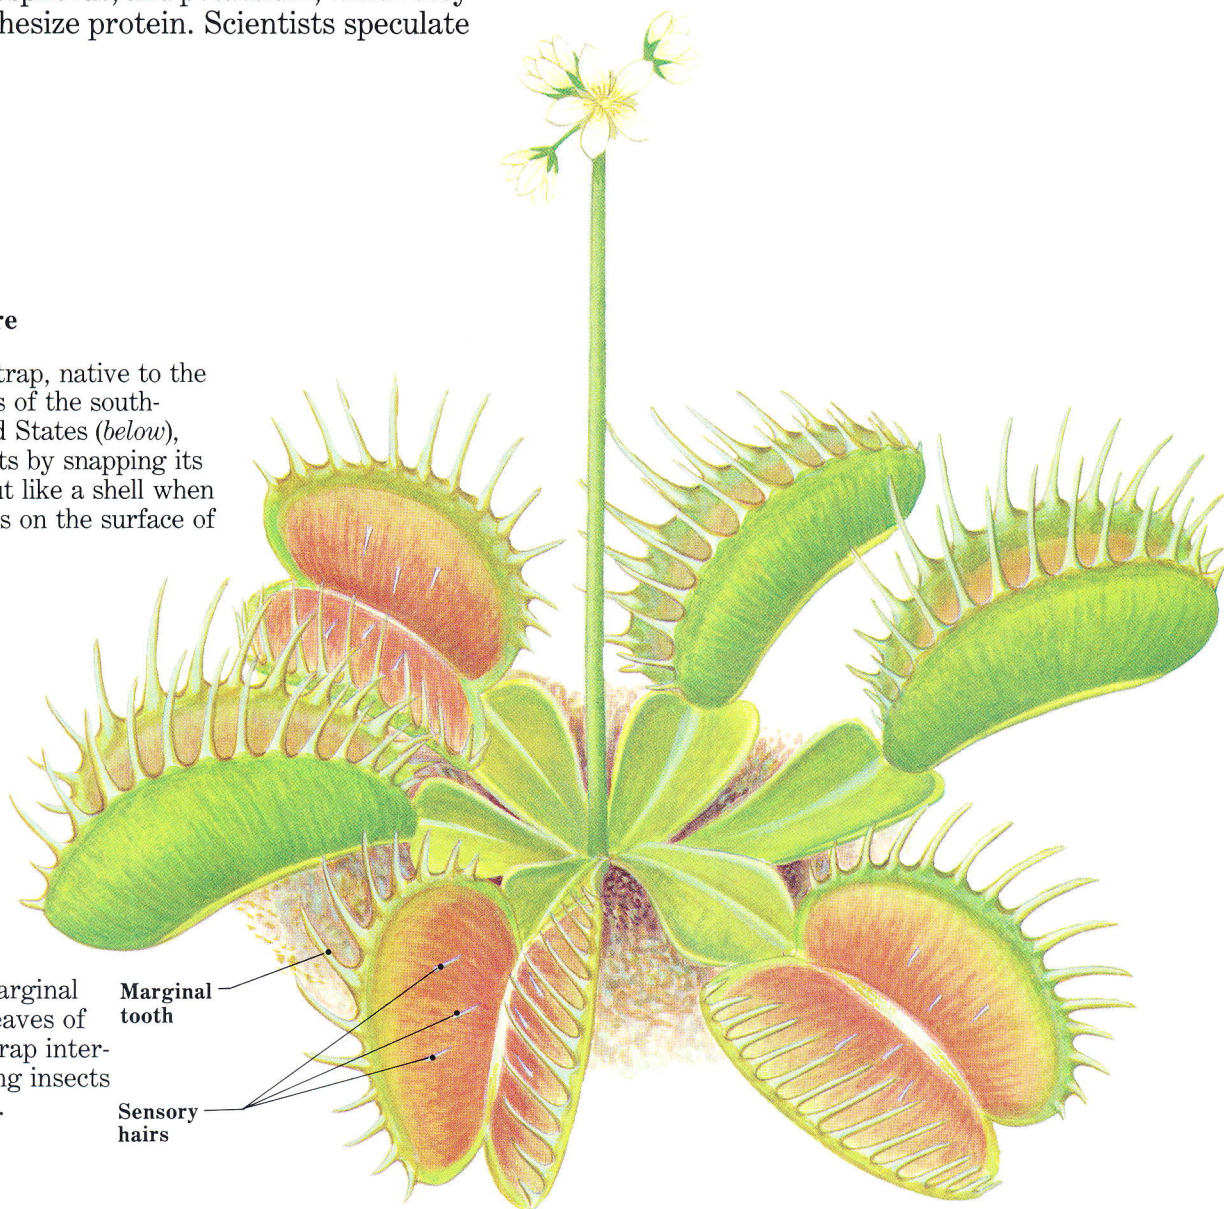 hesize protein. Scientists speculate
re
trap, native to the
s of the south-
d States (below),
ts by snapping its
ut like a shell when
s on the surface of
arginal
eaves of
rap inter-
ng insects
.
Marginal
tooth
Sensory
hairs